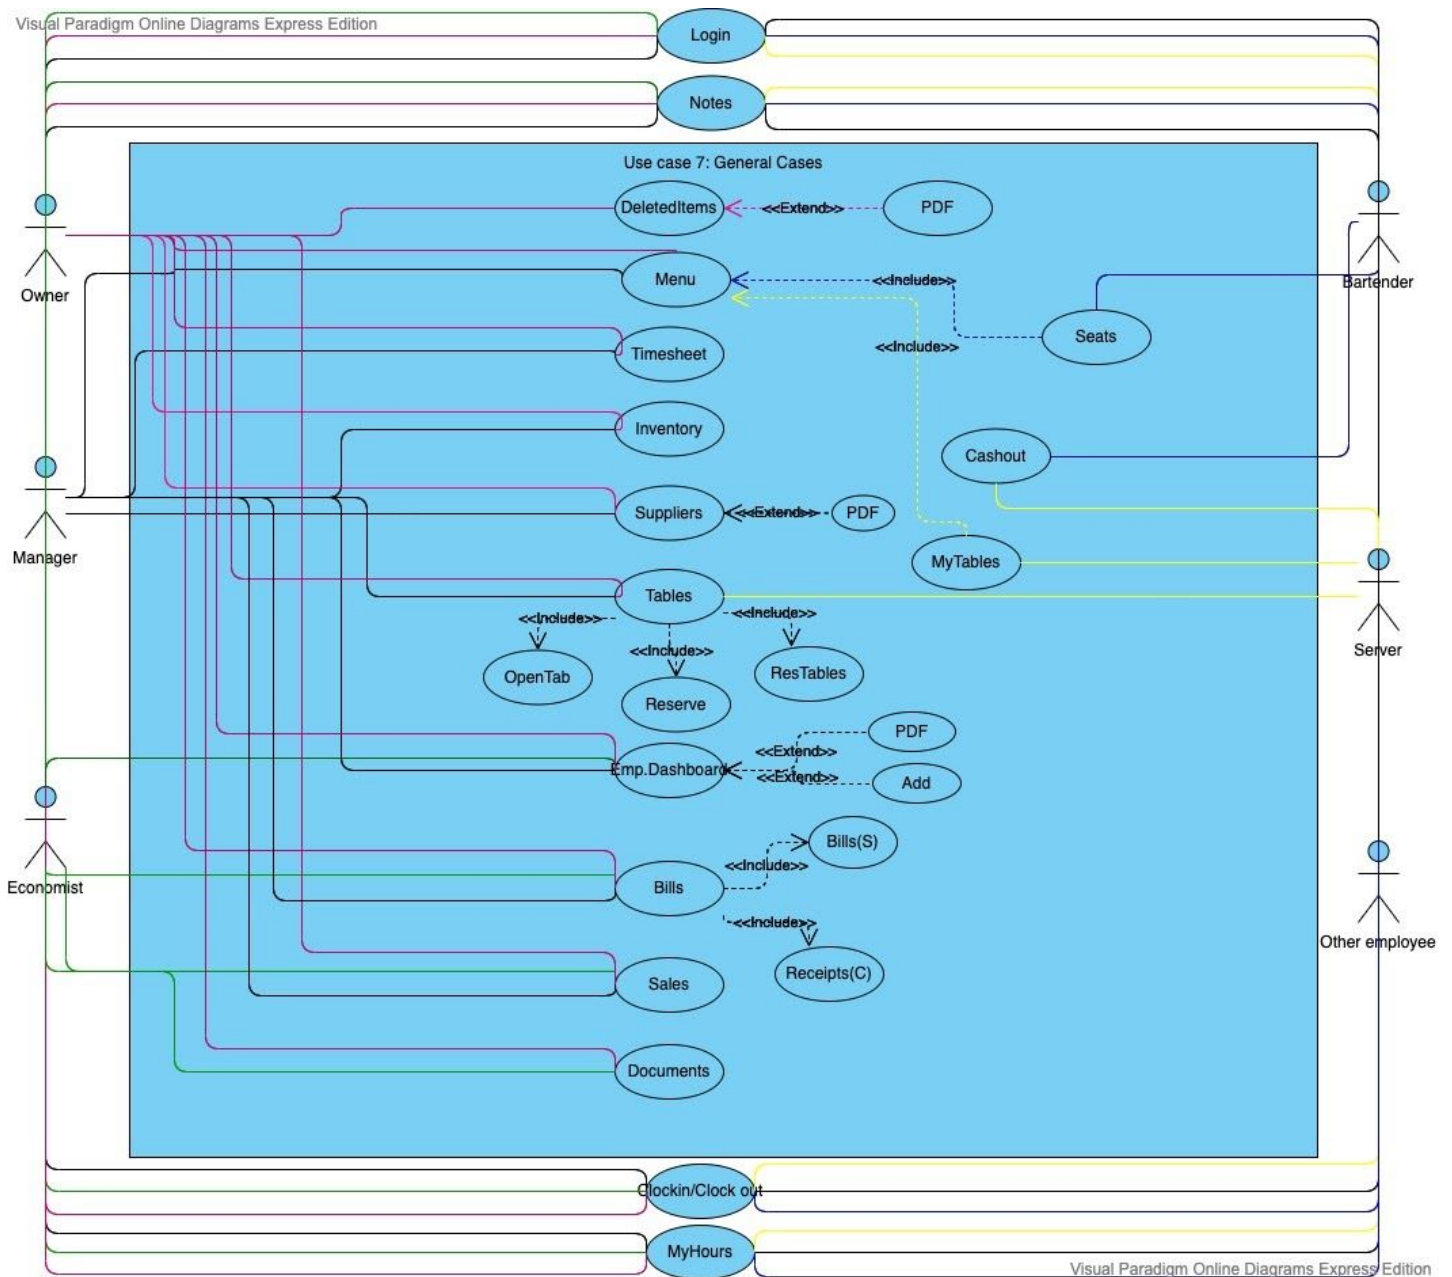 Visual Paradigm Online Diagrams Express Edition
Login
Notes
Use case 7: General Cases
DeletedItems
<<Extend>>
PDF
Owner
Menu
<<Include>>
Bartender
Seats
<<Include>>
Timesheet
Inventory
Cashout
Manager
Suppliers
<<Extend>>
PDF
MyTables
Tables
Server
<<Include>>
<<Include>>
<<Include>>
OpenTab
Reserve
ResTables
Emp.Dashboard
<<Extend>>
PDF
<<Extend>>
Add
Economist
Bills
<<Include>>
Bills(S)
<<Include>>
Receipts(C)
Other employee
Sales
Documents
Clockin/Clock out
MyHours
Visual Paradigm Online Diagrams Express Edition